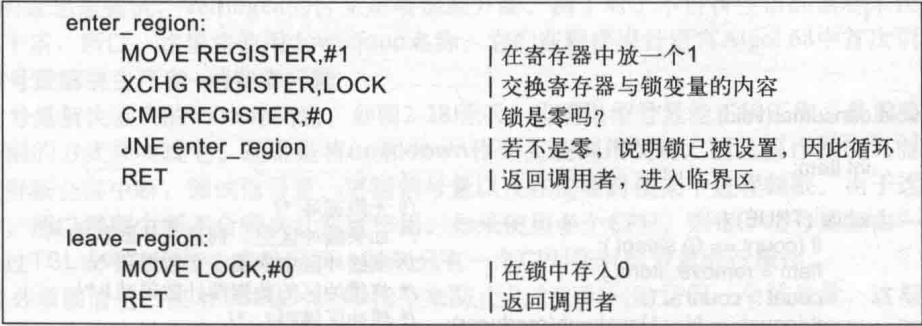 enter_region:
MOVE REGISTER,#1 | 在寄存器中放一个1
XCHG REGISTER,LOCK | 交换寄存器与锁变量的内容
CMP REGISTER,#0 | 锁是零吗?
JNE enter_region | 若不是零,说明锁已被设置,因此循环
RET | 返回调用者,进入临界区
leave_region:
MOVE LOCK,#0 | 在锁中存入0
RET | 返回调用者